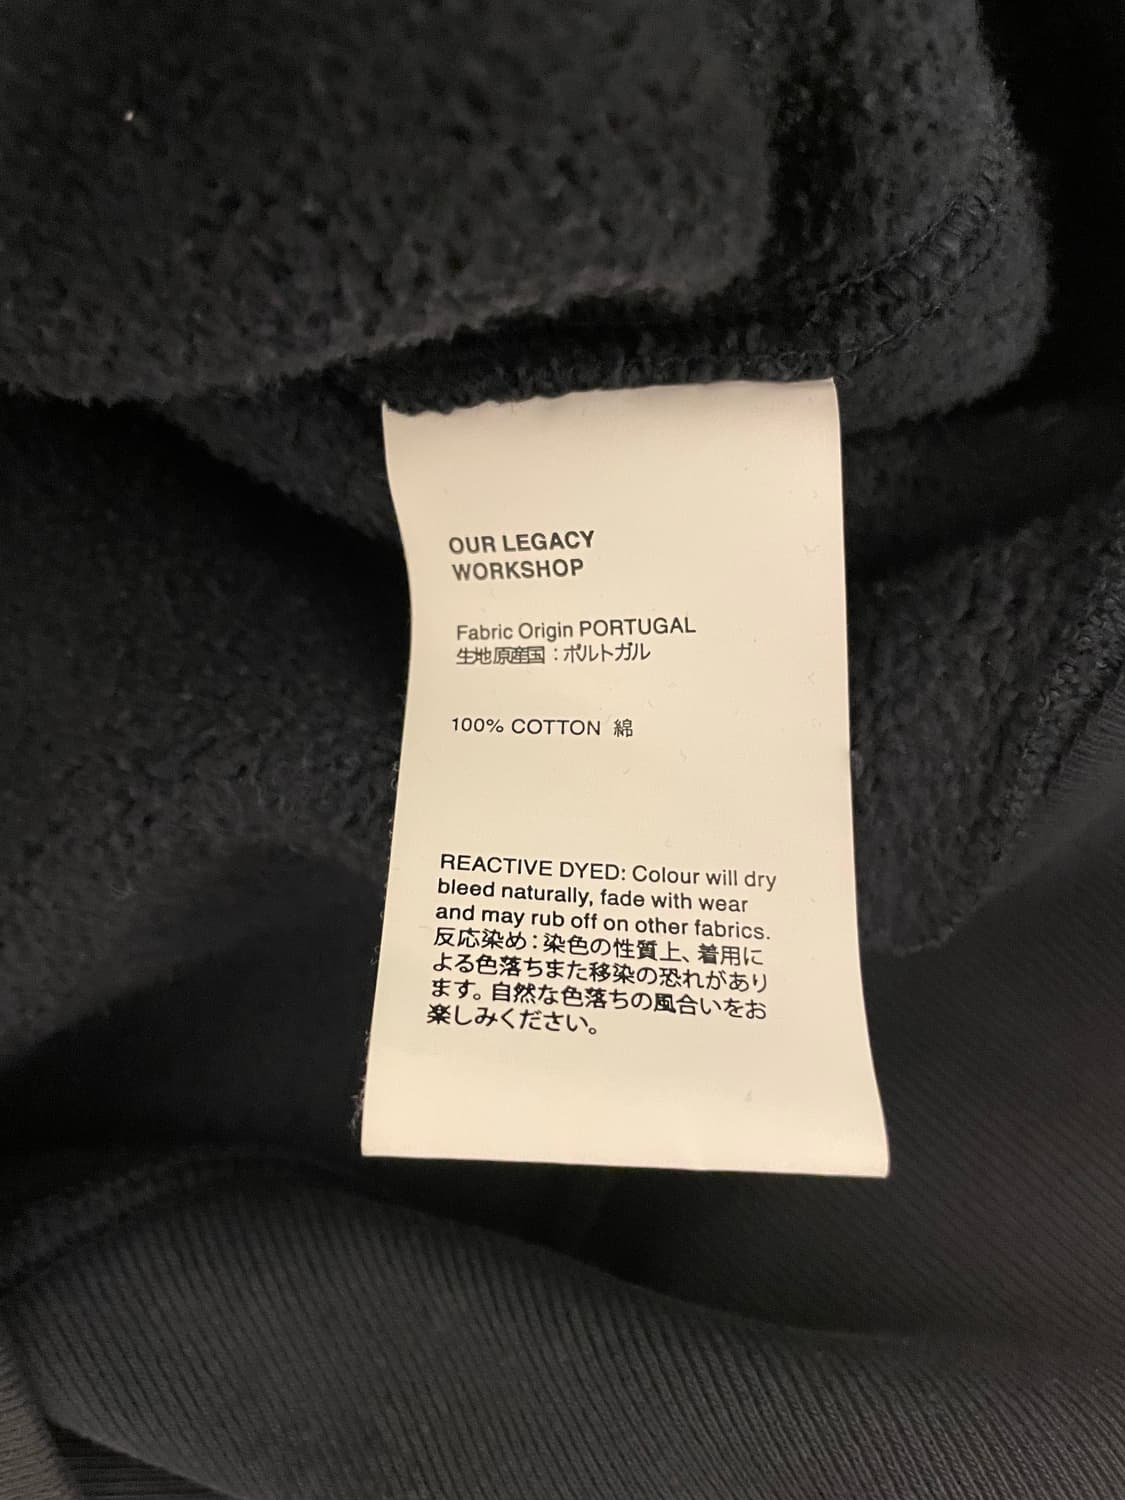 OUR LEGACY
WORKSHOP
Fabric Origin PORTUGAL
生地原産国：ポルトガル
100% COTTON 綿
REACTIVE DYED: Colour will dry
bleed naturally, fade with wear
and may rub off on other fabrics.
反応染め：染色の性質上、着用に
よる色落ちまた移染の恐れがあり
ます。自然な色落ちの風合いをお
楽しみください。